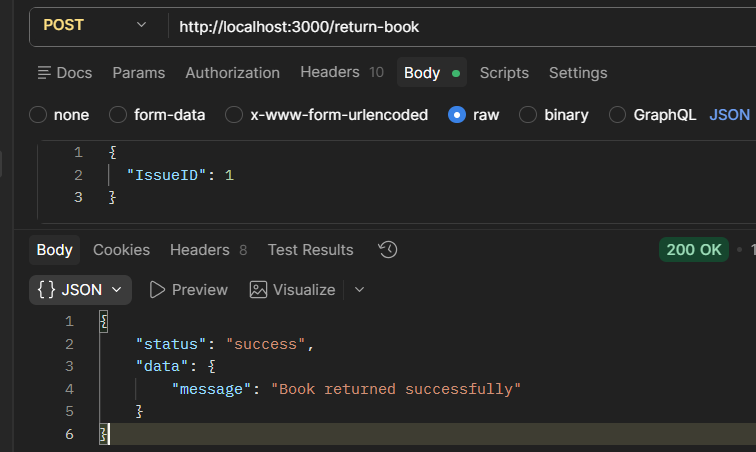 POST http://localhost:3000/return-book
Docs Params Authorization Headers 10 Body Scripts Settings
none form-data x-www-form-urlencoded raw binary GraphQL JSON
1 {
2 "IssueID": 1
3 }
Body Cookies Headers 8 Test Results 200 OK
{} JSON Preview Visualize
1 {
2 "status": "success",
3 "data": {
4 "message": "Book returned successfully"
5 }
6 }